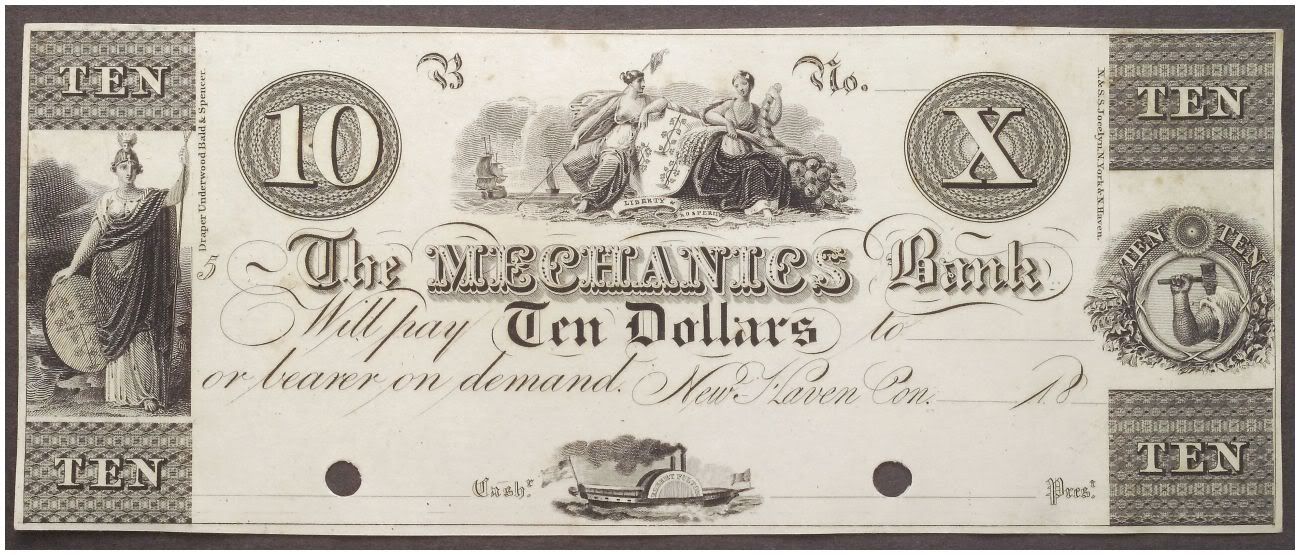 TEN
TEN
Draper Underwood Bald & Spencer.
10
B
No.
X
LIBERTY &
PROSPERITY
N. & S. S. Jocelyn, N. York & N. Haven.
The MECHANICS Bank
Will pay Ten Dollars to
or bearer on demand. New Haven Con. 18
TEN TEN
Cash.r
Pres.t
TEN
TEN